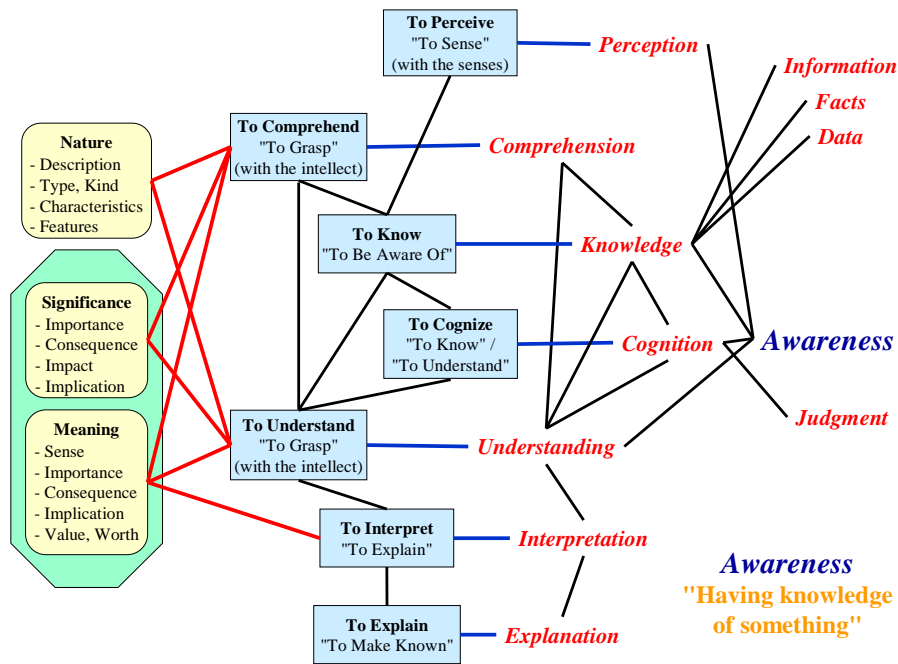 To Perceive
"To Sense"
(with the senses)
Perception
Information
Facts
Data
Nature
- Description
- Type, Kind
- Characteristics
- Features
To Comprehend
"To Grasp"
(with the intellect)
Comprehension
To Know
"To Be Aware Of"
Knowledge
Significance
- Importance
- Consequence
- Impact
- Implication
To Cognize
"To Know" /
"To Understand"
Cognition
Awareness
Judgment
Meaning
- Sense
- Importance
- Consequence
- Implication
- Value, Worth
To Understand
"To Grasp"
(with the intellect)
Understanding
To Interpret
"To Explain"
Interpretation
To Explain
"To Make Known"
Explanation
Awareness
"Having knowledge
of something"